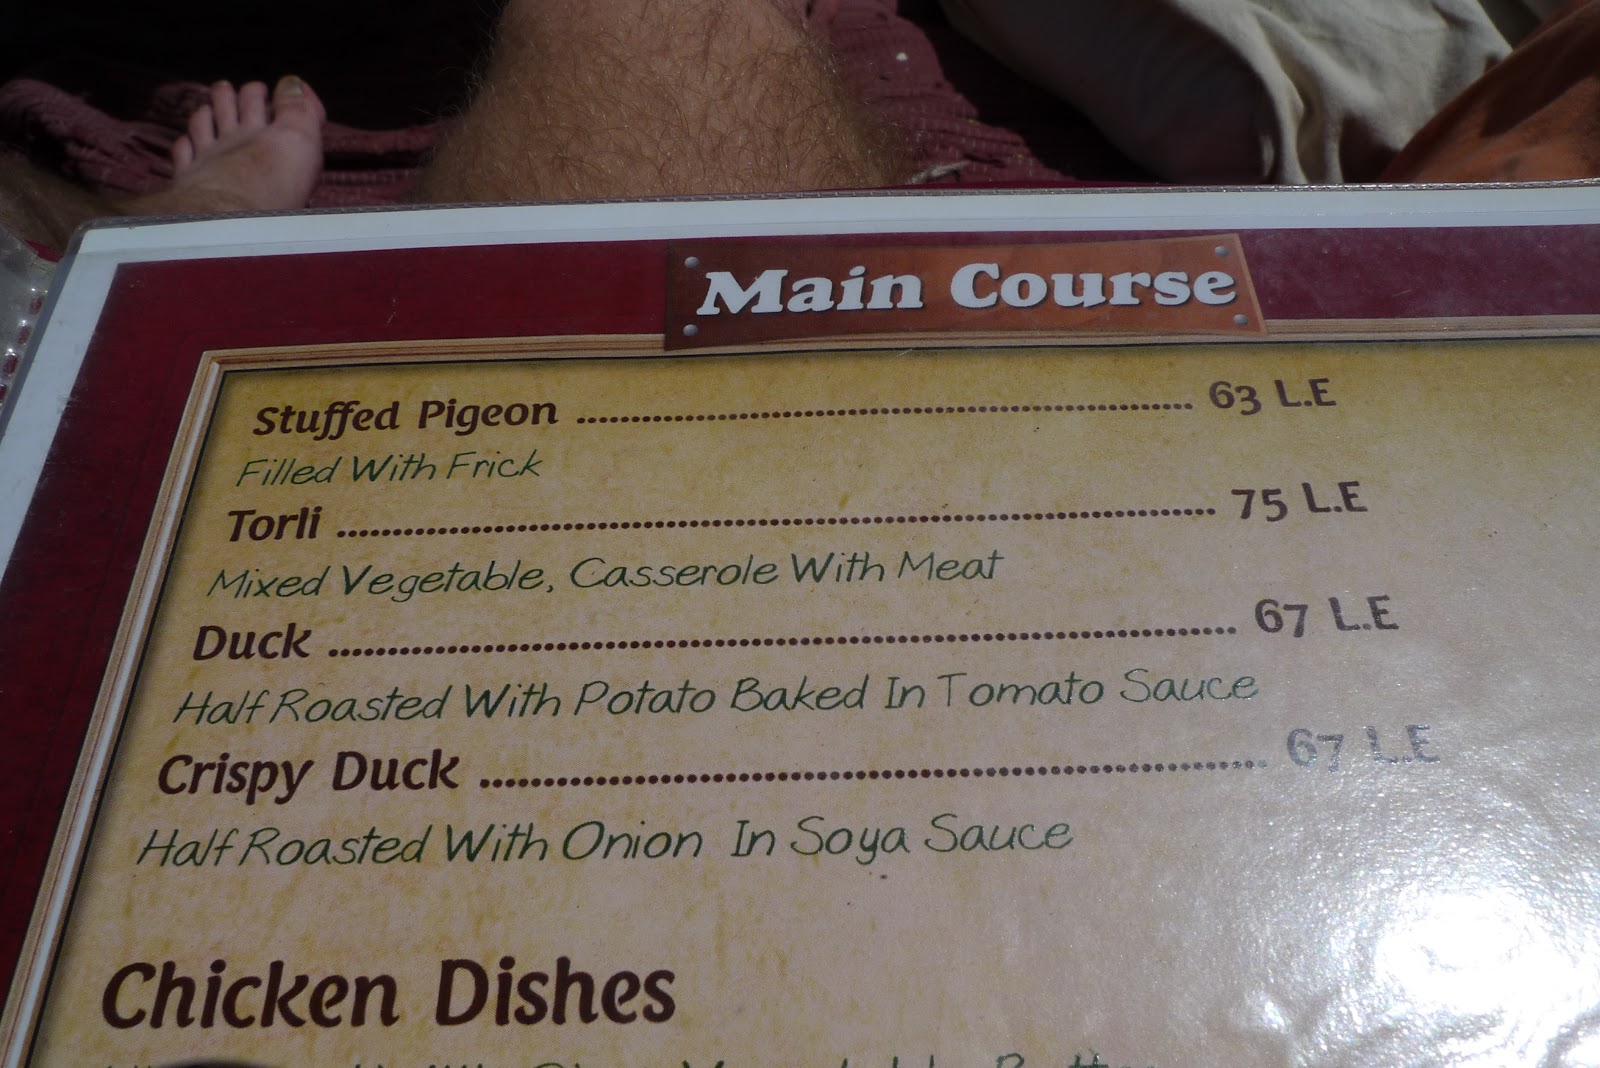 Main Course
Stuffed Pigeon ........................................................ 63 L.E
Filled With Frick
Torli ................................................................................ 75 L.E
Mixed Vegetable, Casserole With Meat
Duck ............................................................................ 67 L.E
Half Roasted With Potato Baked In Tomato Sauce
Crispy Duck ............................................................. 67 L.E
Half Roasted With Onion In Soya Sauce
Chicken Dishes